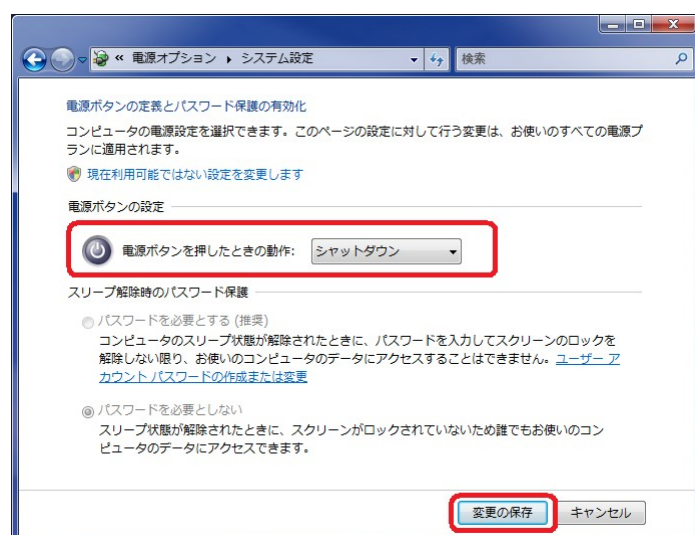 « 電源オプション ▸ システム設定
検索
電源ボタンの定義とパスワード保護の有効化
コンピュータの電源設定を選択できます。このページの設定に対して行う変更は、お使いのすべての電源プ
ランに適用されます。
現在利用可能ではない設定を変更します
電源ボタンの設定
電源ボタンを押したときの動作: シャットダウン
スリープ解除時のパスワード保護
パスワードを必要とする (推奨)
コンピュータのスリープ状態が解除されたときに、パスワードを入力してスクリーンのロックを
解除しない限り、お使いのコンピュータのデータにアクセスすることはできません。ユーザー ア
カウント パスワードの作成または変更
パスワードを必要としない
スリープ状態が解除されたときに、スクリーンがロックされていないため誰でもお使いのコン
ピュータのデータにアクセスできます。
変更の保存 キャンセル